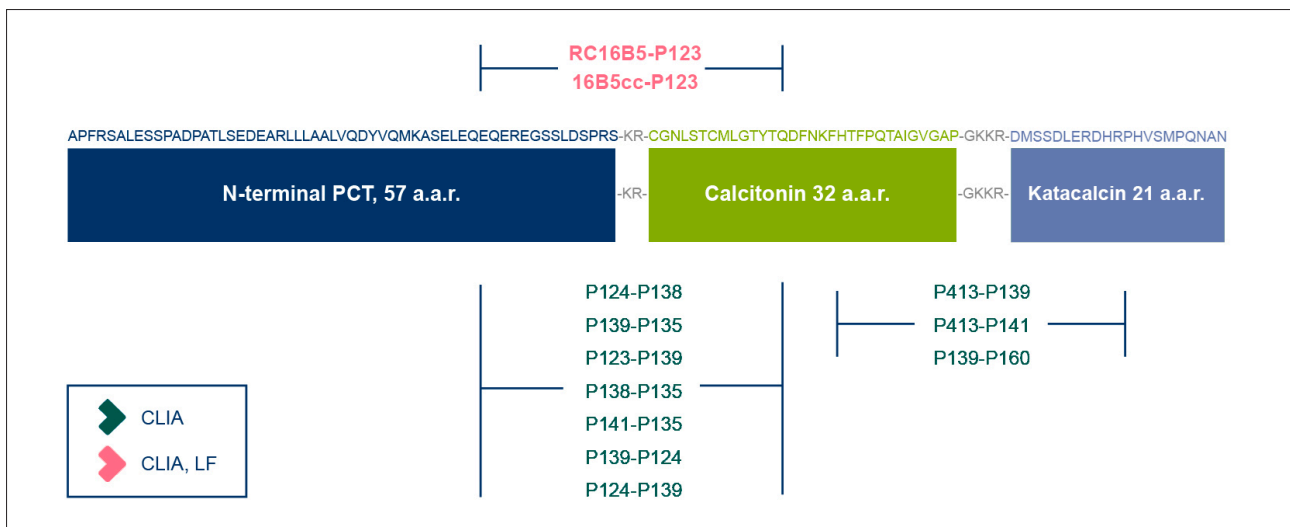 RC16B5-P123
16B5cc-P123
APFRSALESSPADPATLSEDEARLLLAALVQDYVQMKASELEQEQEREGSSLDSPRS-KR-CGNLSTCMLGTYTQDFNKFHTFPQTAIGVGAP-GKKR-DMSSDLERDHRPHVSMPQNAN
N-terminal PCT, 57 a.a.r. -KR- Calcitonin 32 a.a.r. -GKKR- Katacalcin 21 a.a.r.
P124-P138
P139-P135
P123-P139
P138-P135
P141-P135
P139-P124
P124-P139
P413-P139
P413-P141
P139-P160
CLIA
CLIA, LF